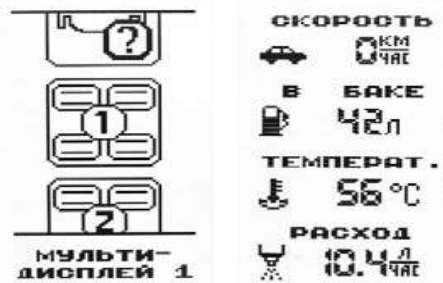 ?
1
2
МУЛЬТИ-
ДИСПЛЕЙ 1
СКОРОСТЬ
0 КМ/ЧАС
В БАКЕ
42л
ТЕМПЕРАТ.
56°C
РАСХОД
10.4 Л/ЧАС